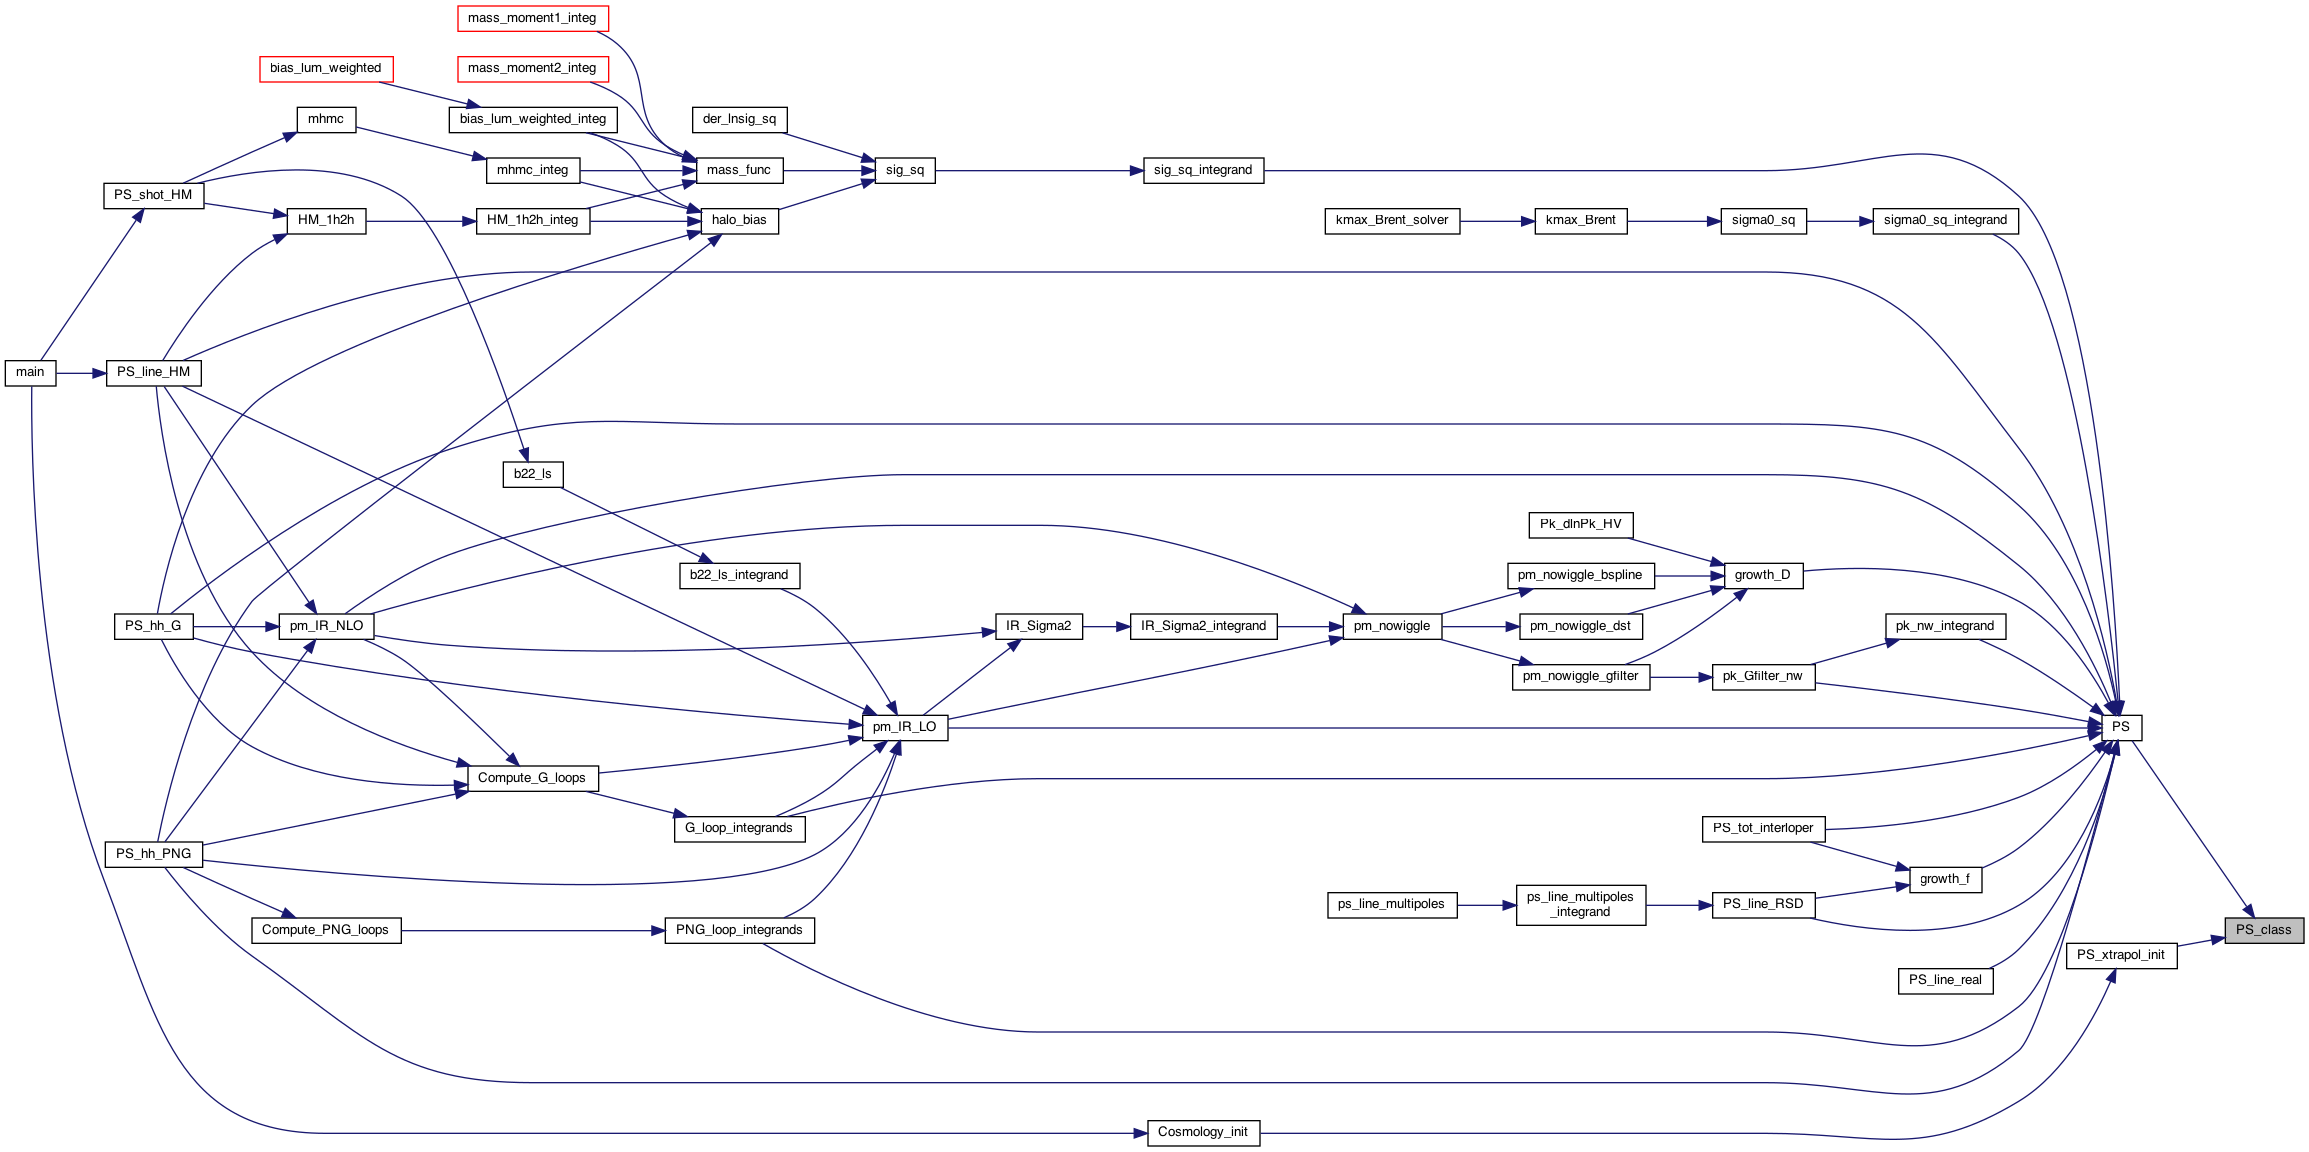 mass_moment1_integ
bias_lum_weighted
mass_moment2_integ
mhmc
bias_lum_weighted_integ
der_lnsig_sq
PS_shot_HM
mhmc_integ
mass_func
sig_sq
sig_sq_integrand
HM_1h2h
HM_1h2h_integ
halo_bias
kmax_Brent_solver
kmax_Brent
sigma0_sq
sigma0_sq_integrand
main
PS_line_HM
b22_ls
Pk_dlnPk_HV
b22_ls_integrand
pm_nowiggle_bspline
growth_D
PS_hh_G
pm_IR_NLO
IR_Sigma2
IR_Sigma2_integrand
pm_nowiggle
pm_nowiggle_dst
pk_nw_integrand
pm_nowiggle_gfilter
pk_Gfilter_nw
pm_IR_LO
PS
Compute_G_loops
G_loop_integrands
PS_tot_interloper
PS_hh_PNG
growth_f
ps_line_multipoles
ps_line_multipoles
_integrand
PS_line_RSD
Compute_PNG_loops
PNG_loop_integrands
PS_class
PS_xtrapol_init
PS_line_real
Cosmology_init